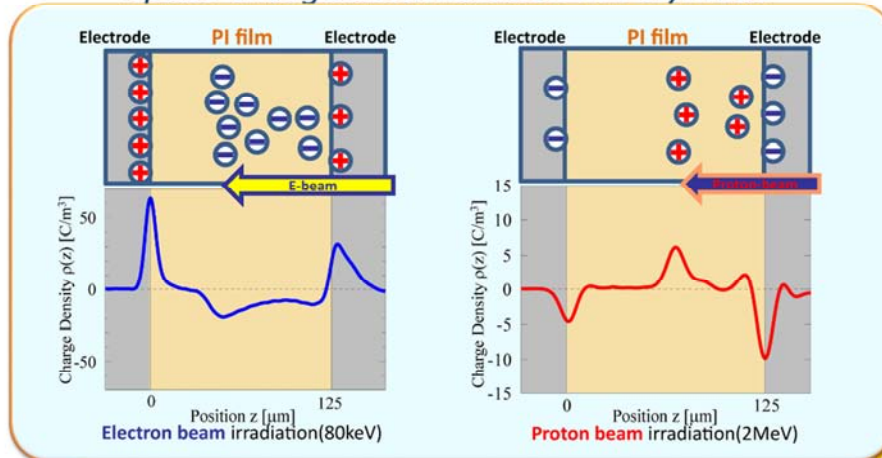 Electrode PI film Electrode
E-beam
Charge Density ρ(z) [C/m³]
50
0
-50
0 125
Position z [μm]
Electron beam irradiation(80keV)
Electrode PI film Electrode
Proton-beam
Charge Density ρ(z) [C/m³]
15
10
5
0
-5
-10
-15
0 125
Position z [μm]
Proton beam irradiation(2MeV)